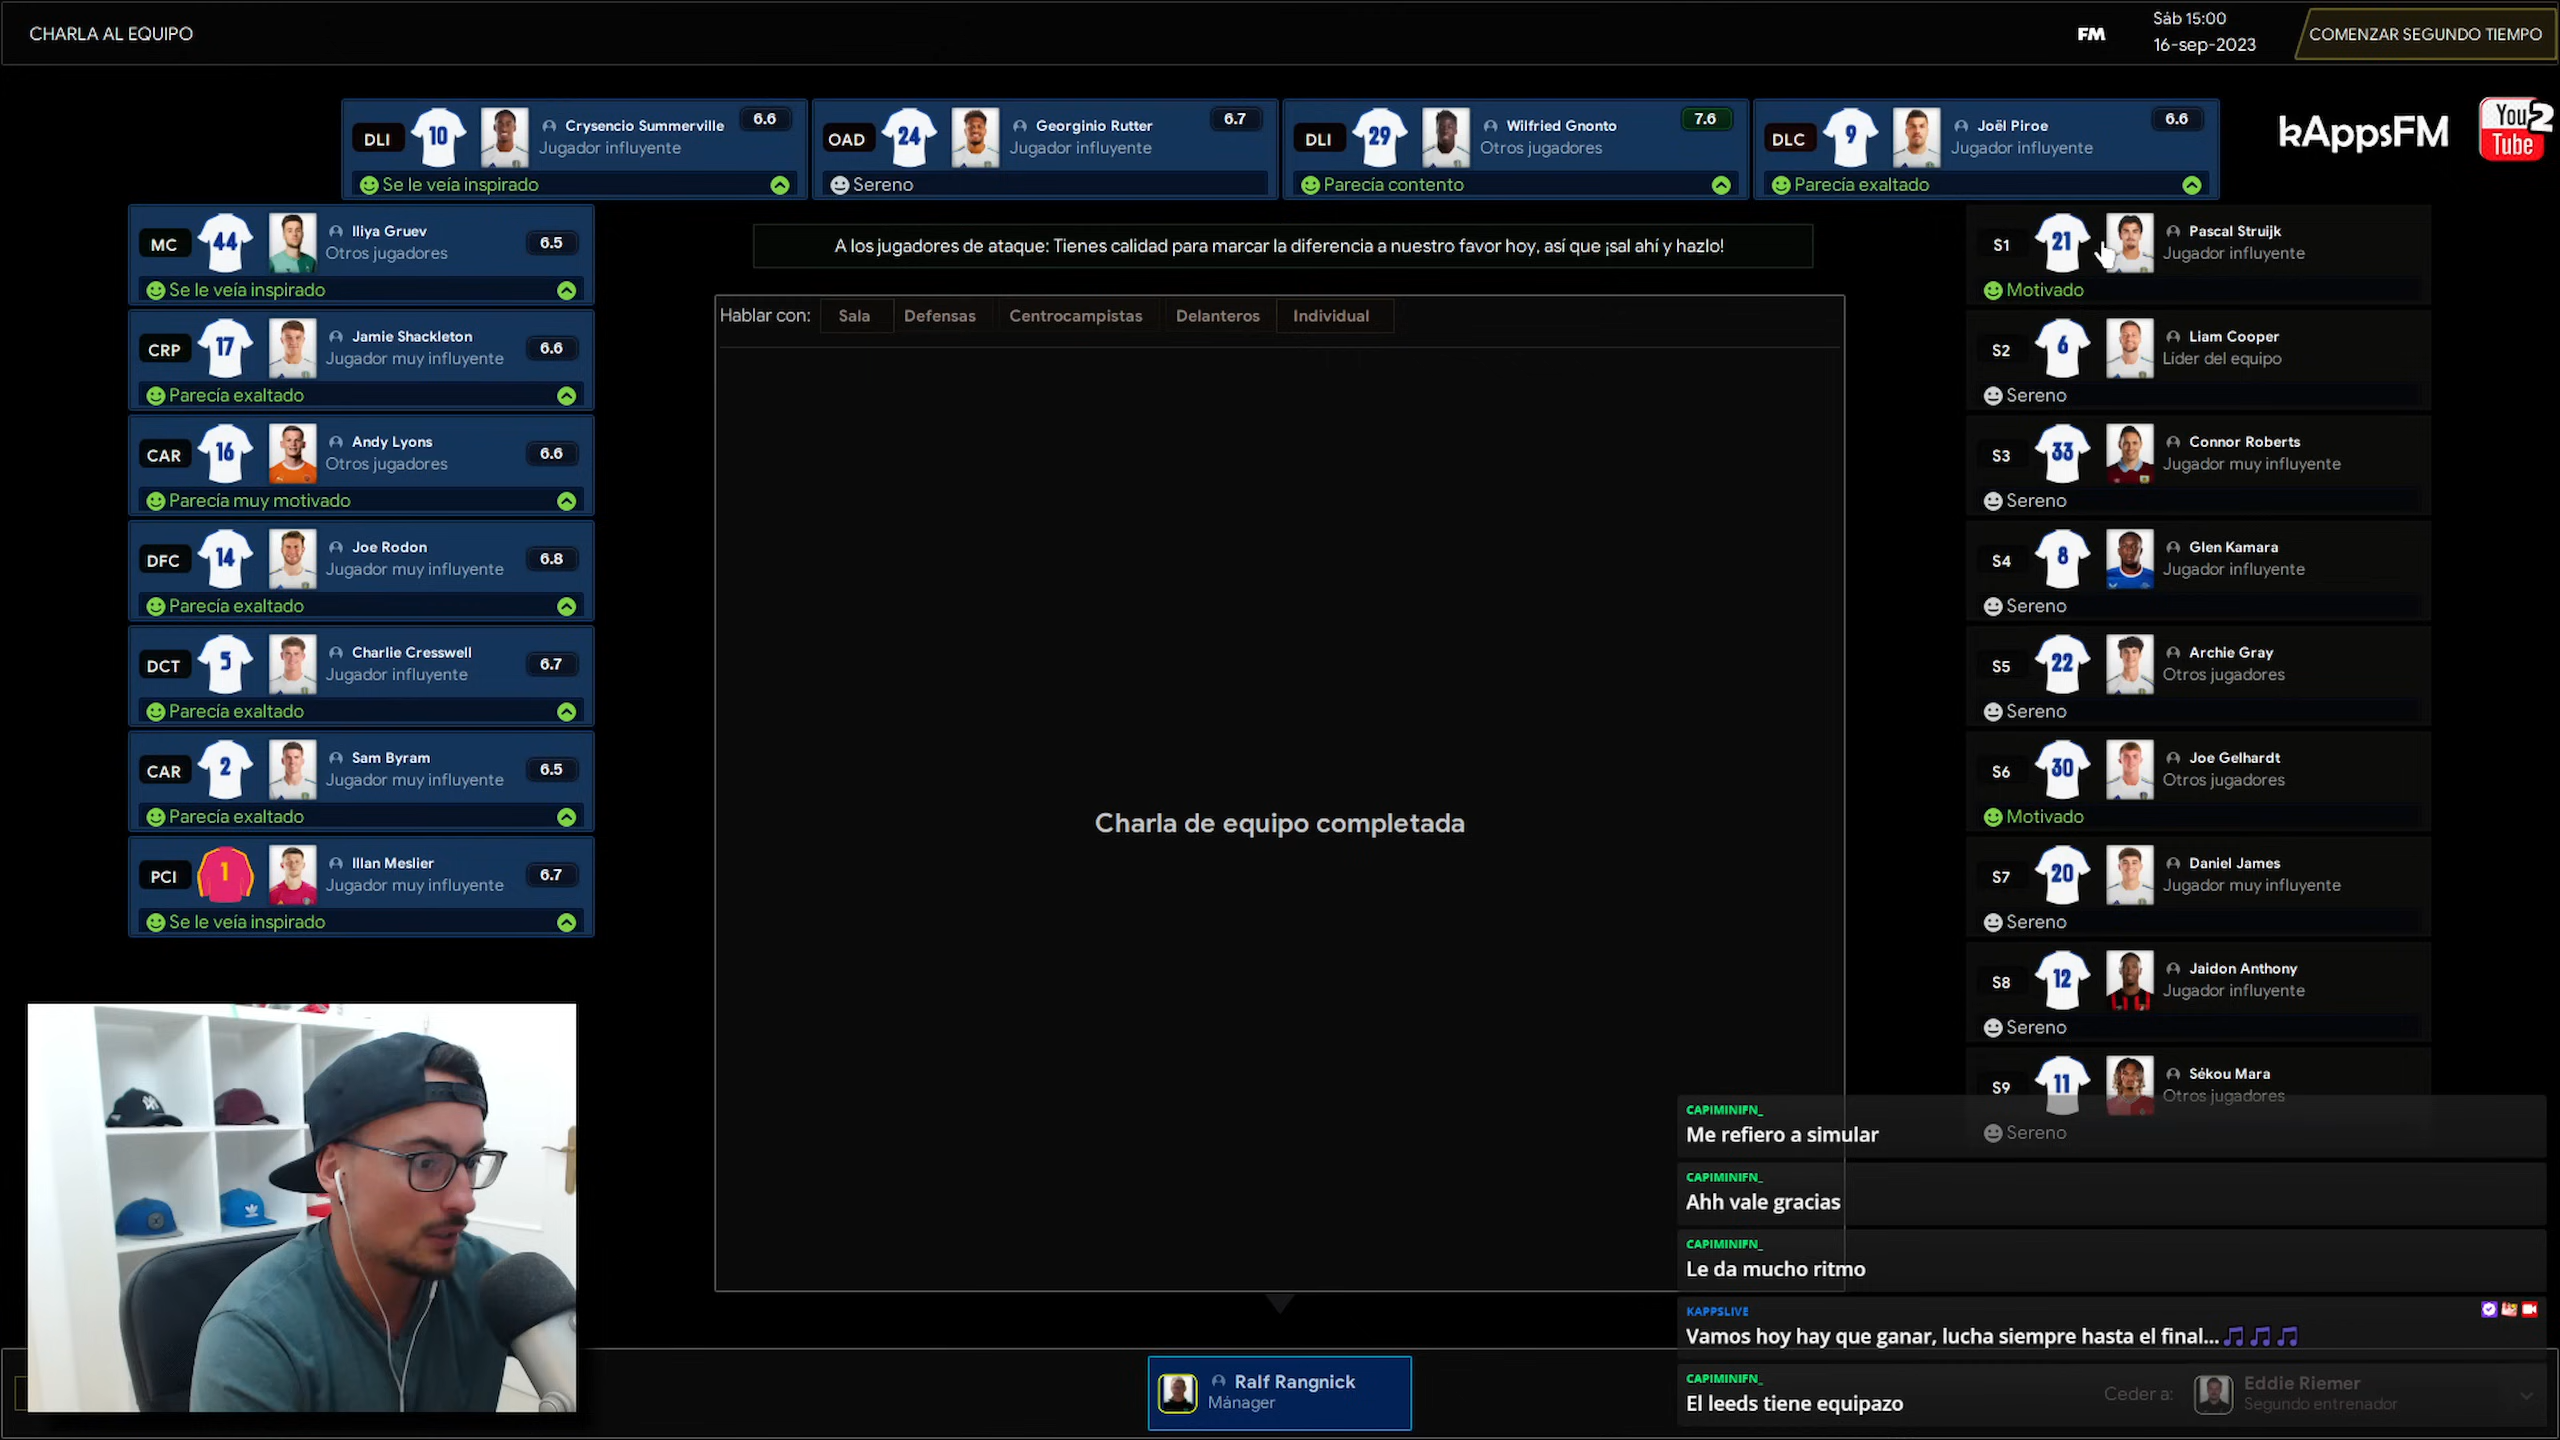 CHARLA AL EQUIPO
FM
Sáb 15:00
16-sep-2023
COMENZAR SEGUNDO TIEMPO
DLI
10
Crysencio Summerville
Jugador influyente
6.6
Se le veía inspirado
OAD
24
Georginio Rutter
Jugador influyente
6.7
Sereno
DLI
29
Wilfried Gnonto
Otros jugadores
7.6
Parecía contento
DLC
9
Joël Piroe
Jugador influyente
6.6
Parecía exaltado
kAppsFM
You2
Tube
MC
44
Iliya Gruev
Otros jugadores
6.5
Se le veía inspirado
CRP
17
Jamie Shackleton
Jugador muy influyente
6.6
Parecía exaltado
CAR
16
Andy Lyons
Otros jugadores
6.6
Parecía muy motivado
DFC
14
Joe Rodon
Jugador muy influyente
6.8
Parecía exaltado
DCT
5
Charlie Cresswell
Jugador influyente
6.7
Parecía exaltado
CAR
2
Sam Byram
Jugador muy influyente
6.5
Parecía exaltado
PCI
1
Illan Meslier
Jugador muy influyente
6.7
Se le veía inspirado
A los jugadores de ataque: Tienes calidad para marcar la diferencia a nuestro favor hoy, así que ¡sal ahí y hazlo!
Hablar con: Sala Defensas Centrocampistas Delanteros Individual
Charla de equipo completada
S1
21
Pascal Struijk
Jugador influyente
Motivado
S2
6
Liam Cooper
Líder del equipo
Sereno
S3
33
Connor Roberts
Jugador muy influyente
Sereno
S4
8
Glen Kamara
Jugador influyente
Sereno
S5
22
Archie Gray
Otros jugadores
Sereno
S6
30
Joe Gelhardt
Otros jugadores
Motivado
S7
20
Daniel James
Jugador muy influyente
Sereno
S8
12
Jaidon Anthony
Jugador influyente
Sereno
S9
11
Sékou Mara
Otros jugadores
Sereno
CAPIMINIFN_
Me refiero a simular
CAPIMINIFN_
Ahh vale gracias
CAPIMINIFN_
Le da mucho ritmo
KAPPSLIVE
Vamos hoy hay que ganar, lucha siempre hasta el final...
CAPIMINIFN_
El leeds tiene equipazo
Ralf Rangnick
Mánager
Ceder a:
Eddie Riemer
Segundo entrenador